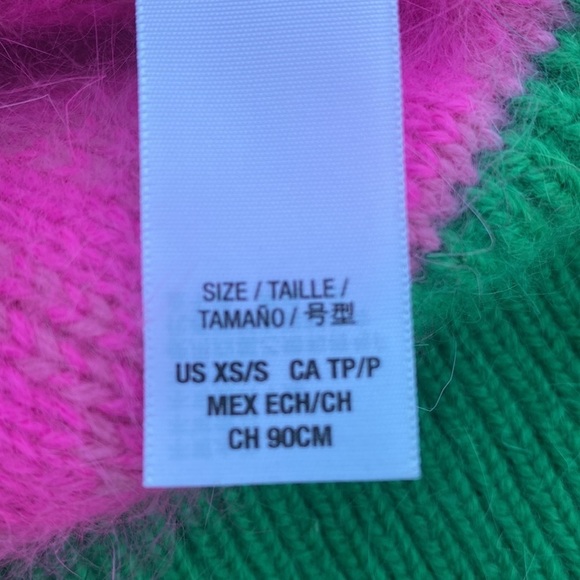 SIZE / TAILLE /
TAMAÑO / 号型
US XS/S CA TP/P
MEX ECH/CH
CH 90CM